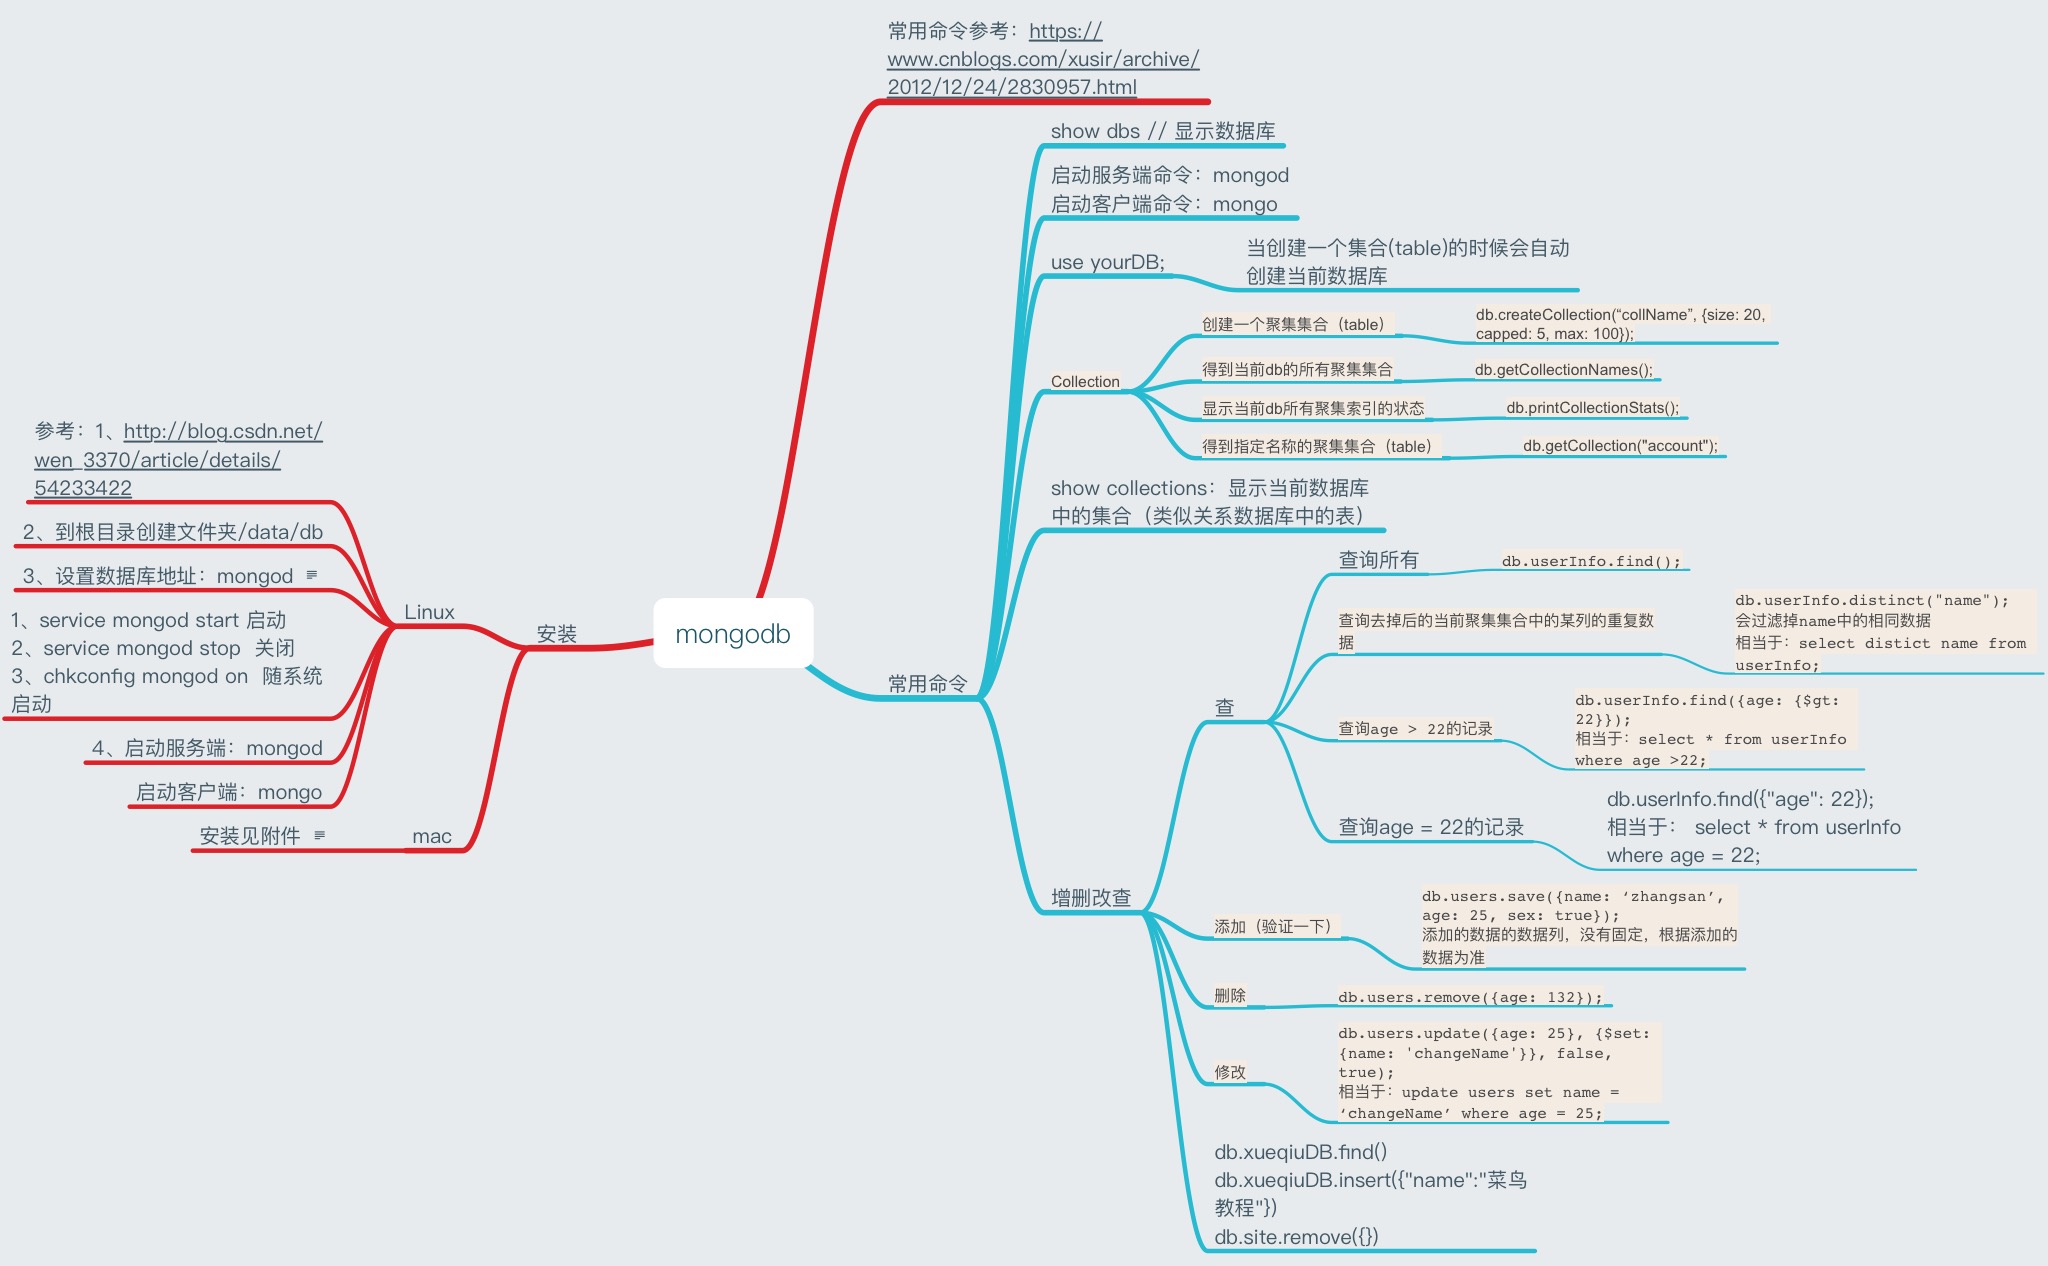 mongodb
常用命令参考：https://
www.cnblogs.com/xusir/archive/
2012/12/24/2830957.html
常用命令
show dbs // 显示数据库
启动服务端命令：mongod
启动客户端命令：mongo
use yourDB;
当创建一个集合(table)的时候会自动
创建当前数据库
Collection
创建一个聚集集合（table）
db.createCollection(“collName”, {size: 20,
capped: 5, max: 100});
得到当前db的所有聚集集合
db.getCollectionNames();
显示当前db所有聚集索引的状态
db.printCollectionStats();
得到指定名称的聚集集合（table）
db.getCollection("account");
show collections：显示当前数据库
中的集合（类似关系数据库中的表）
增删改查
查
查询所有
db.userInfo.find();
查询去掉后的当前聚集集合中的某列的重复数
据
db.userInfo.distinct("name");
会过滤掉name中的相同数据
相当于：select distict name from
userInfo;
查询age > 22的记录
db.userInfo.find({age: {$gt:
22}});
相当于：select * from userInfo
where age >22;
查询age = 22的记录
db.userInfo.find({"age": 22});
相当于： select * from userInfo
where age = 22;
添加（验证一下）
db.users.save({name: ‘zhangsan’,
age: 25, sex: true});
添加的数据的数据列，没有固定，根据添加的
数据为准
删除
db.users.remove({age: 132});
修改
db.users.update({age: 25}, {$set:
{name: 'changeName'}}, false,
true);
相当于：update users set name =
‘changeName’ where age = 25;
db.xueqiuDB.find()
db.xueqiuDB.insert({"name":"菜鸟
教程"})
db.site.remove({})
安装
Linux
参考：1、http://blog.csdn.net/
wen_3370/article/details/
54233422
2、到根目录创建文件夹/data/db
3、设置数据库地址：mongod
1、service mongod start 启动
2、service mongod stop  关闭
3、chkconfig mongod on  随系统
启动
4、启动服务端：mongod
启动客户端：mongo
mac
安装见附件